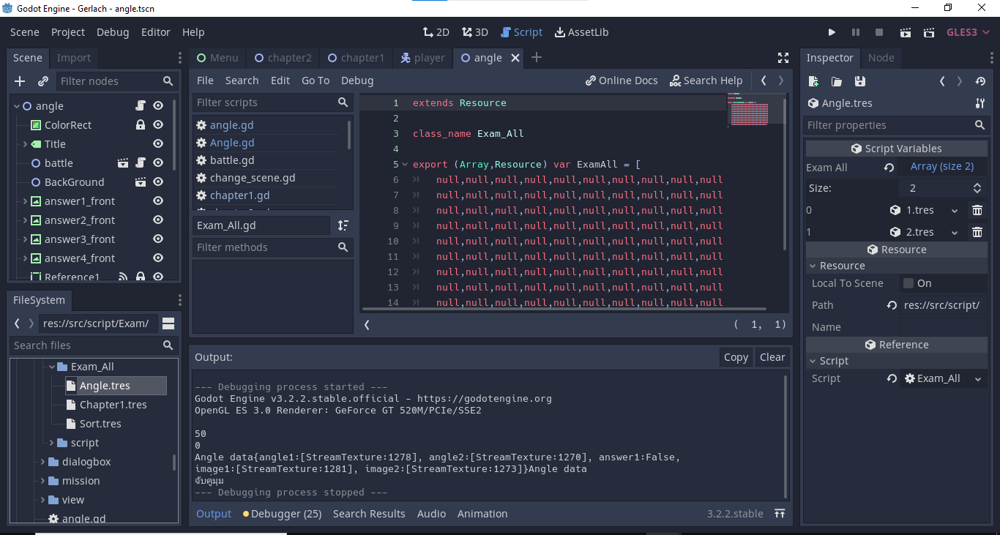 Godot Engine - Gerlach - angle.tscn
Scene Project Debug Editor Help
2D 3D Script AssetLib
GLES3
Scene Import
Filter nodes
angle
ColorRect
Title
battle
BackGround
answer1_front
answer2_front
answer3_front
answer4_front
Reference1
FileSystem
res://src/script/Exam/
Search files
Exam_All
Angle.tres
Chapter1.tres
Sort.tres
script
dialogbox
mission
view
angle.gd
Menu chapter2 chapter1 player angle
File Search Edit Go To Debug Online Docs Search Help
Filter scripts
angle.gd
Angle.gd
battle.gd
change_scene.gd
chapter1.gd
Exam_All.gd
Filter methods
1 extends Resource
2
3 class_name Exam_All
4
5 export (Array,Resource) var ExamAll = [
6 null,null,null,null,null,null,null,null,null,null
7 null,null,null,null,null,null,null,null,null,null
8 null,null,null,null,null,null,null,null,null,null
9 null,null,null,null,null,null,null,null,null,null
10 null,null,null,null,null,null,null,null,null,null
11 null,null,null,null,null,null,null,null,null,null
12 null,null,null,null,null,null,null,null,null,null
13 null,null,null,null,null,null,null,null,null,null
14 null,null,null,null,null,null,null,null,null,null
( 1, 1)
Output: Copy Clear
--- Debugging process started ---
Godot Engine v3.2.2.stable.official - https://godotengine.org
OpenGL ES 3.0 Renderer: GeForce GT 520M/PCIe/SSE2
50
0
Angle data{angle1:[StreamTexture:1278], angle2:[StreamTexture:1270], answer1:False,
image1:[StreamTexture:1281], image2:[StreamTexture:1273]}Angle data
จับคู่มุม
--- Debugging process stopped ---
Output Debugger (25) Search Results Audio Animation 3.2.2.stable
Inspector Node
Angle.tres
Filter properties
Script Variables
Exam All Array (size 2)
Size: 2
0 1.tres
1 2.tres
Resource
Resource
Local To Scene On
Path res://src/script/
Name
Reference
Script
Script Exam_All